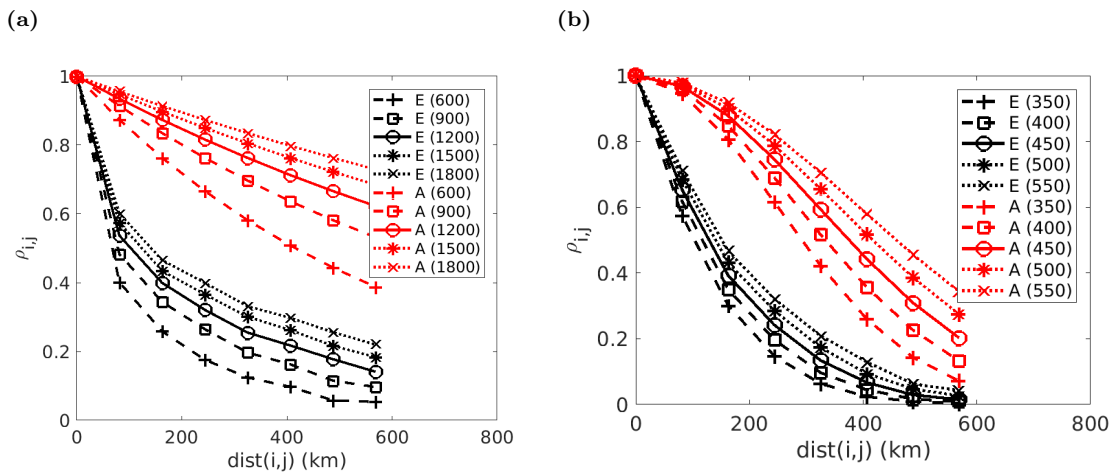 (a)
1
0.8
0.6
0.4
0.2
0
0 200 400 600 800
ρi,j
dist(i,j) (km)
E (600)
E (900)
E (1200)
E (1500)
E (1800)
A (600)
A (900)
A (1200)
A (1500)
A (1800)
(b)
1
0.8
0.6
0.4
0.2
0
0 200 400 600 800
ρi,j
dist(i,j) (km)
E (350)
E (400)
E (450)
E (500)
E (550)
A (350)
A (400)
A (450)
A (500)
A (550)